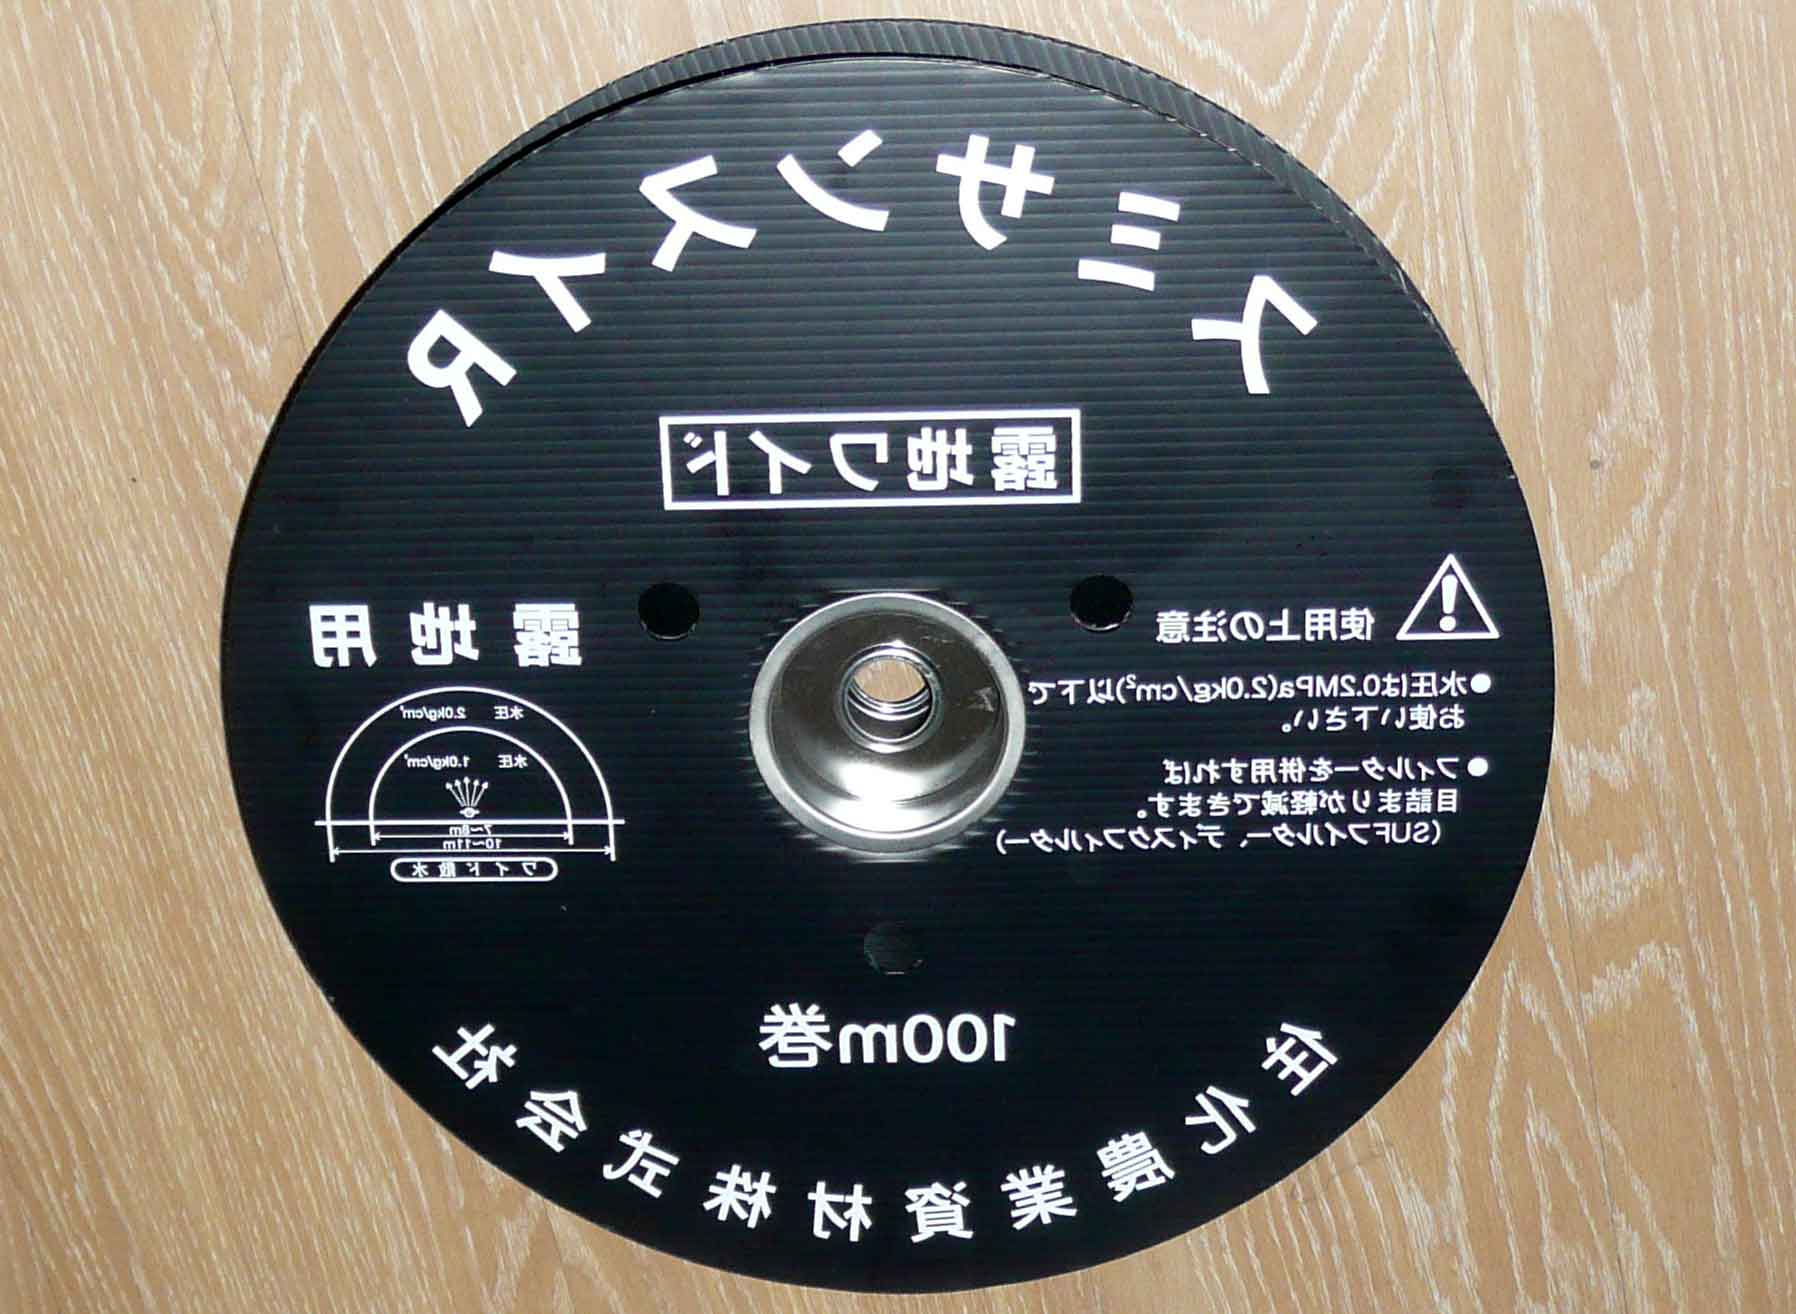 スミサンスイR
露地ワイド
使用上の注意
●水圧は0.2MPa(2.0kg/cm²)以下で
お使い下さい。
●フィルターを併用すれば
目詰まりが軽減できます。
(SUFフィルター、ディスクフィルター)
露地用
水圧 2.0kg/cm²
水圧 1.0kg/cm²
7〜8m
10〜11m
ワイド散水
100m巻
住化農業資材株式会社